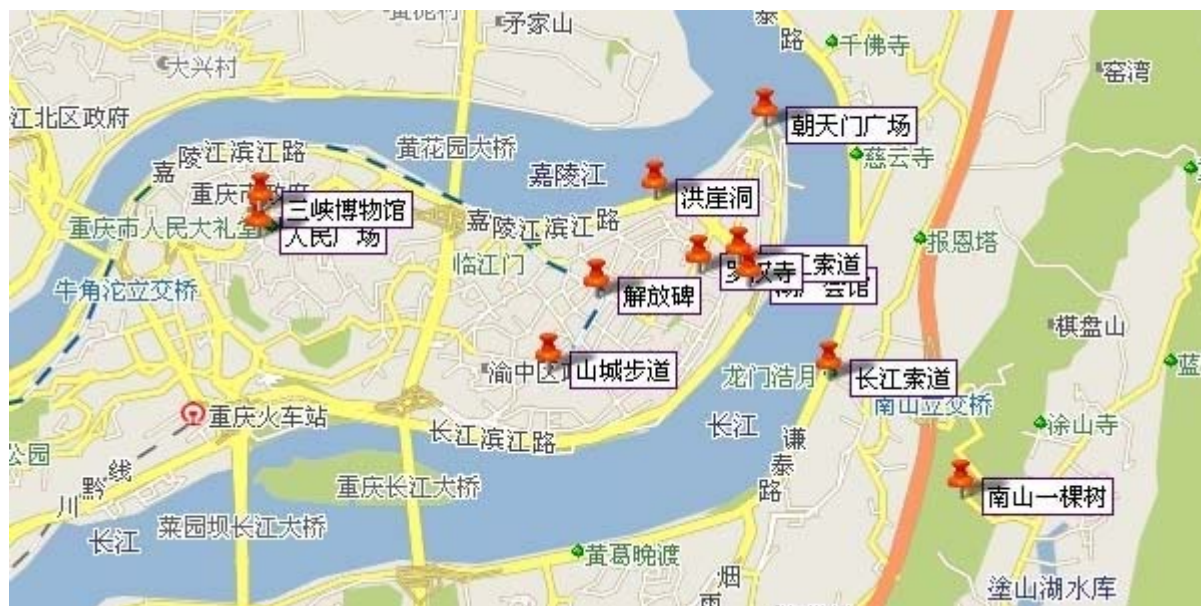 黄花村
矛家山
泰路
千佛寺
大兴村
窑湾
江北区政府
朝天门广场
嘉陵江滨江路
黄花园大桥
慈云寺
嘉陵江
重庆市政府
洪崖洞
三峡博物馆
嘉陵江滨江路
重庆市人民大礼堂
人民广场
报恩塔
临江门
江索道
罗汉寺
会馆
牛角沱立交桥
解放碑
棋盘山
渝中区
山城步道
龙门浩月
长江索道
蓝
南山立交桥
重庆火车站
长江滨江路
长江
涂山寺
公园
谦泰路
川黔线
重庆长江大桥
南山一棵树
菜园坝长江大桥
长江
黄葛晚渡
烟雨
塗山湖水库